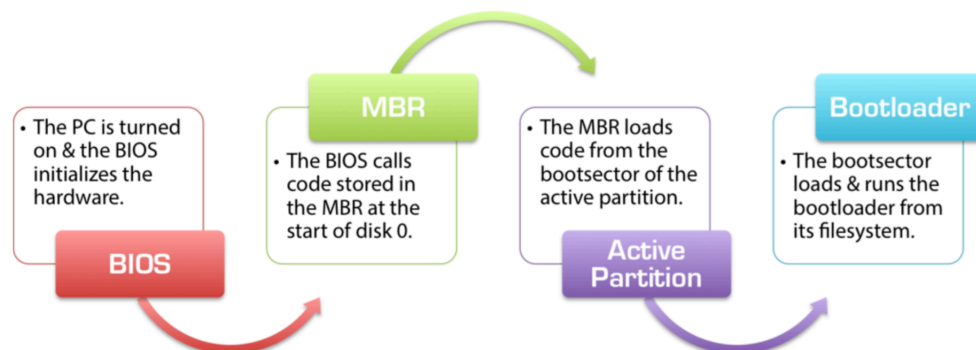 • The PC is turned
on & the BIOS
initializes the
hardware.
BIOS
MBR
• The BIOS calls
code stored in
the MBR at the
start of disk 0.
• The MBR loads
code from the
bootsector of the
active partition.
Active
Partition
Bootloader
• The bootsector
loads & runs the
bootloader from
its filesystem.